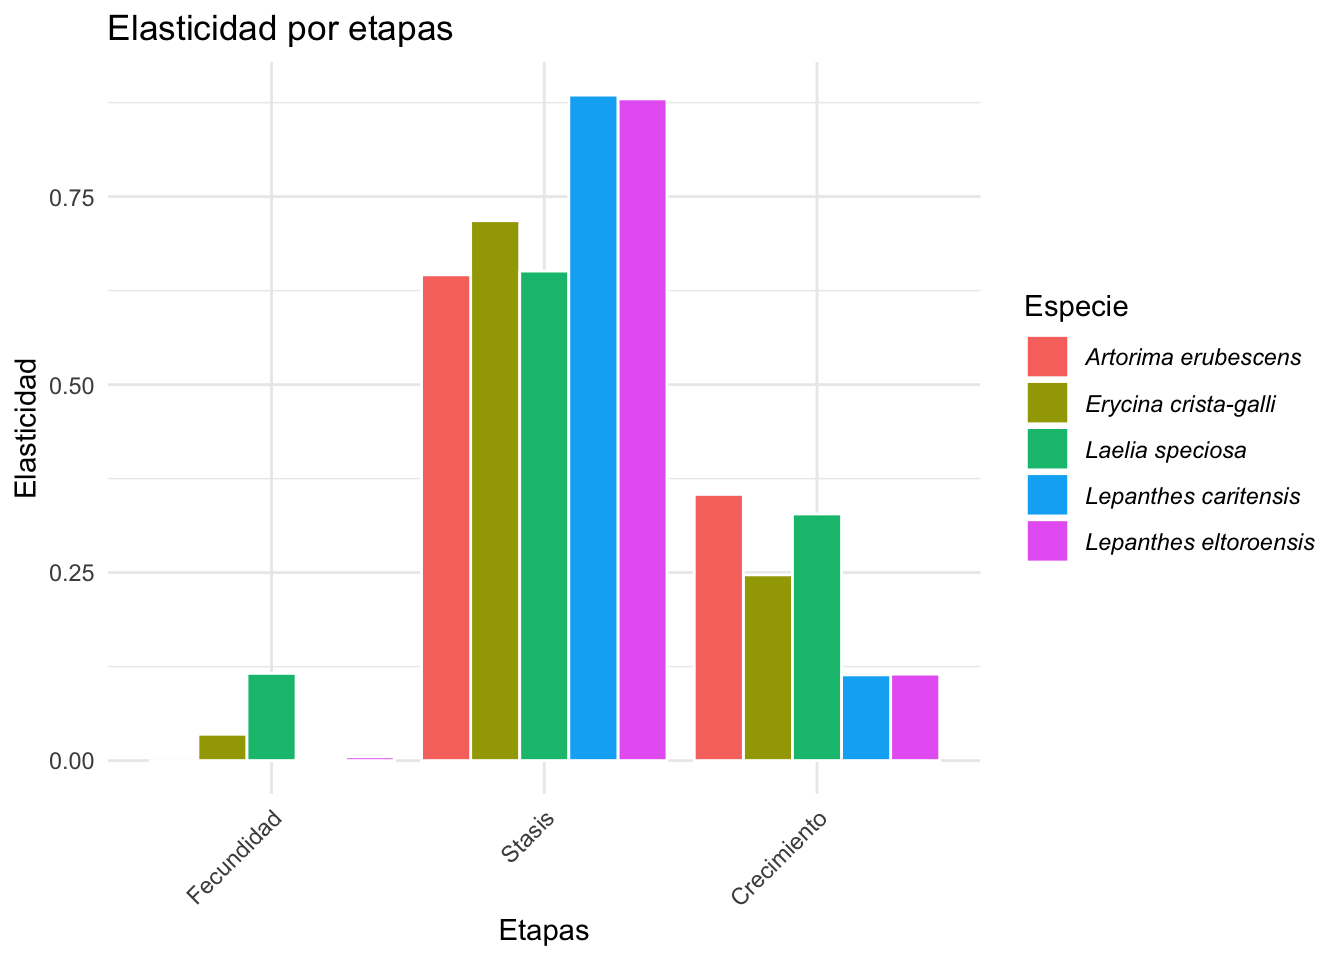 Elasticidad por etapas
Elasticidad
0.75
0.50
0.25
0.00
Fecundidad
Stasis
Crecimiento
Etapas
Especie
Artorima erubescens
Erycina crista-galli
Laelia speciosa
Lepanthes caritensis
Lepanthes eltoroensis